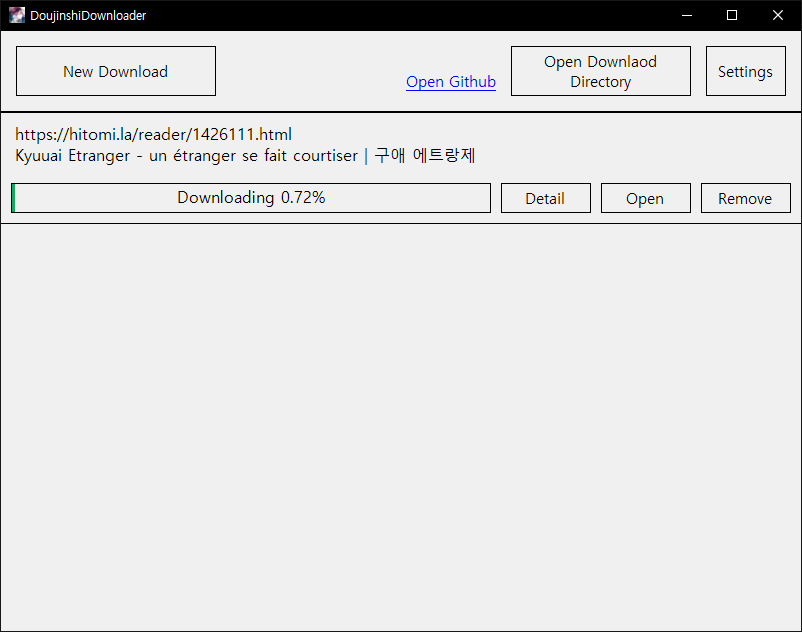 DoujinshiDownloader
New Download
Open Github
Open Downlaod
Directory
Settings
https://hitomi.la/reader/1426111.html
Kyuuai Etranger - un étranger se fait courtiser | 구애 에트랑제
Downloading 0.72%
Detail
Open
Remove